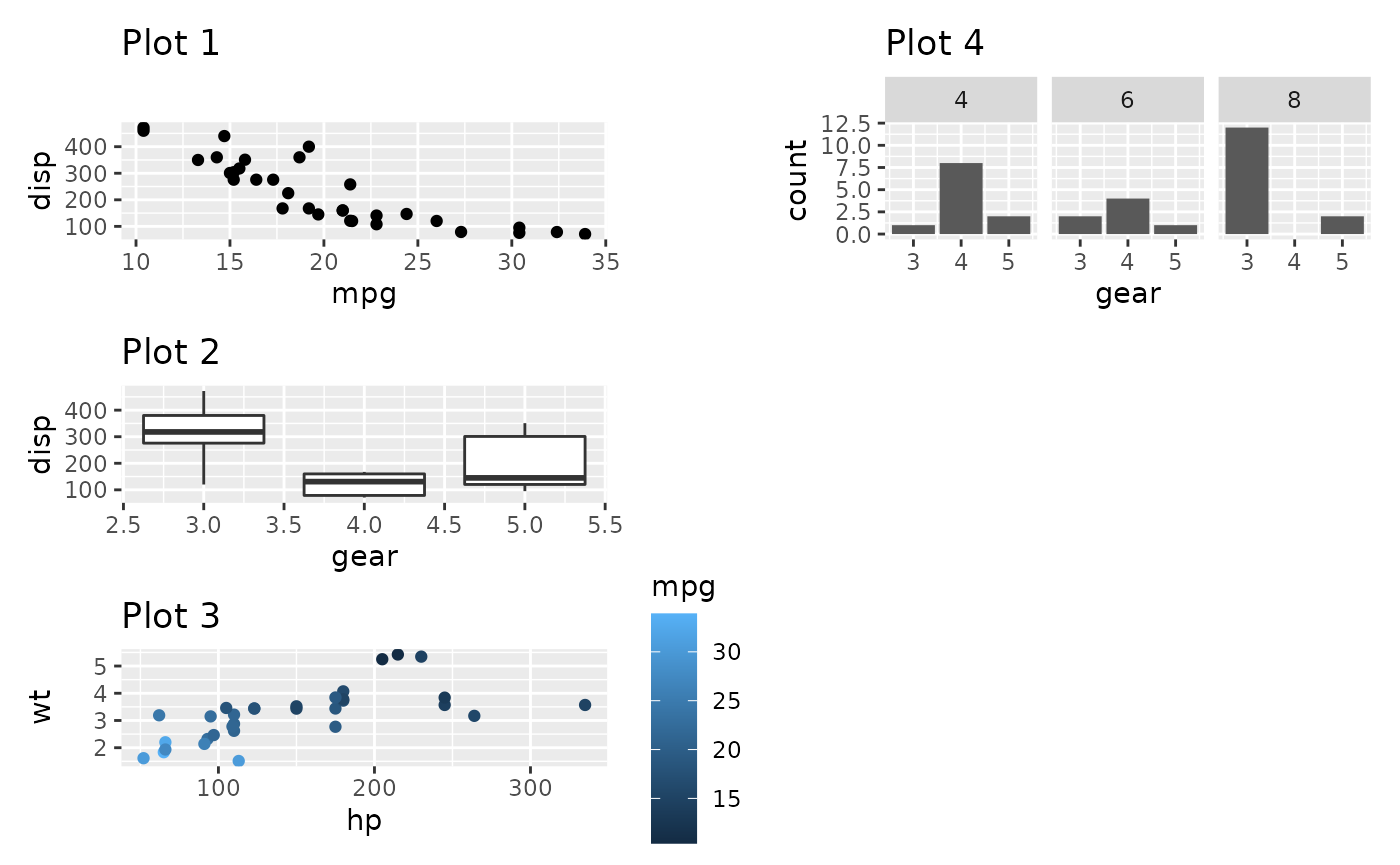 Plot 1
disp
400
300
200
100
10 15 20 25 30 35
mpg
Plot 4
4 6 8
count
12.5
10.0
7.5
5.0
2.5
0.0
3 4 5 3 4 5 3 4 5
gear
Plot 2
disp
400
300
200
100
2.5 3.0 3.5 4.0 4.5 5.0 5.5
gear
Plot 3
wt
5
4
3
2
100 200 300
hp
mpg
30
25
20
15